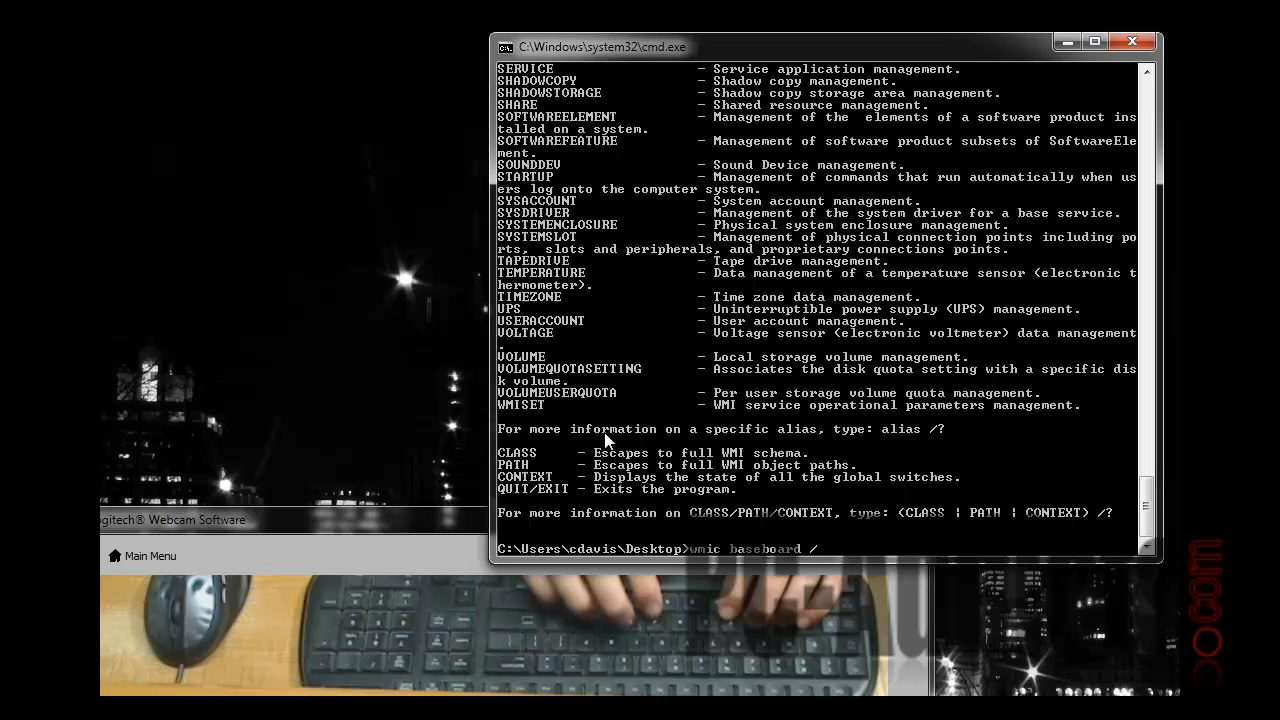 C:\Windows\system32\cmd.exe
SERVICE - Service application management.
SHADOWCOPY - Shadow copy management.
SHADOWSTORAGE - Shadow copy storage area management.
SHARE - Shared resource management.
SOFTWAREELEMENT - Management of the  elements of a software product ins
talled on a system.
SOFTWAREFEATURE - Management of software product subsets of SoftwareEle
ment.
SOUNDDEV - Sound Device management.
STARTUP - Management of commands that run automatically when us
ers log onto the computer system.
SYSACCOUNT - System account management.
SYSDRIVER - Management of the system driver for a base service.
SYSTEMENCLOSURE - Physical system enclosure management.
SYSTEMSLOT - Management of physical connection points including po
rts,  slots and peripherals, and proprietary connections points.
TAPEDRIVE - Tape drive management.
TEMPERATURE - Data management of a temperature sensor (electronic t
hermometer).
TIMEZONE - Time zone data management.
UPS - Uninterruptible power supply (UPS) management.
USERACCOUNT - User account management.
VOLTAGE - Voltage sensor (electronic voltmeter) data management
.
VOLUME - Local storage volume management.
VOLUMEQUOTASETTING - Associates the disk quota setting with a specific dis
k volume.
VOLUMEUSERQUOTA - Per user storage volume quota management.
WMISET - WMI service operational parameters management.
For more information on a specific alias, type: alias /?
CLASS - Escapes to full WMI schema.
PATH - Escapes to full WMI object paths.
CONTEXT - Displays the state of all the global switches.
QUIT/EXIT - Exits the program.
For more information on CLASS/PATH/CONTEXT, type: (CLASS | PATH | CONTEXT) /?
C:\Users\cdavis\Desktop>wmic baseboard /
ogitech® Webcam Software
Main Menu